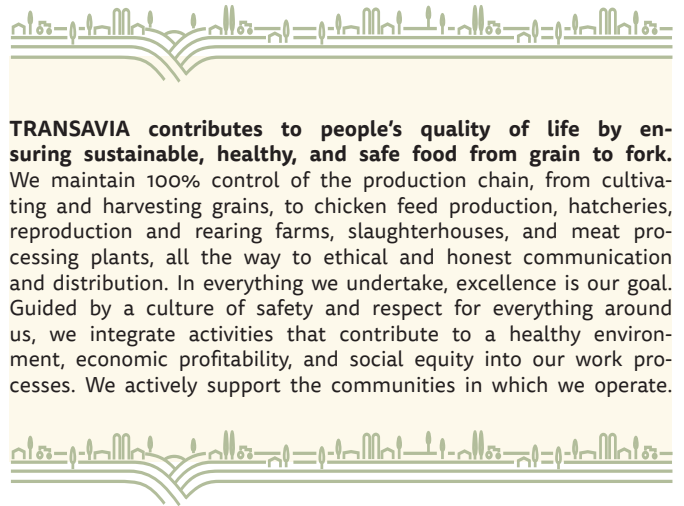 TRANSAVIA contributes to people's quality of life by en-
suring sustainable, healthy, and safe food from grain to fork.
We maintain 100% control of the production chain, from cultiva-
ting and harvesting grains, to chicken feed production, hatcheries,
reproduction and rearing farms, slaughterhouses, and meat pro-
cessing plants, all the way to ethical and honest communication
and distribution. In everything we undertake, excellence is our goal.
Guided by a culture of safety and respect for everything around
us, we integrate activities that contribute to a healthy environ-
ment, economic profitability, and social equity into our work pro-
cesses. We actively support the communities in which we operate.